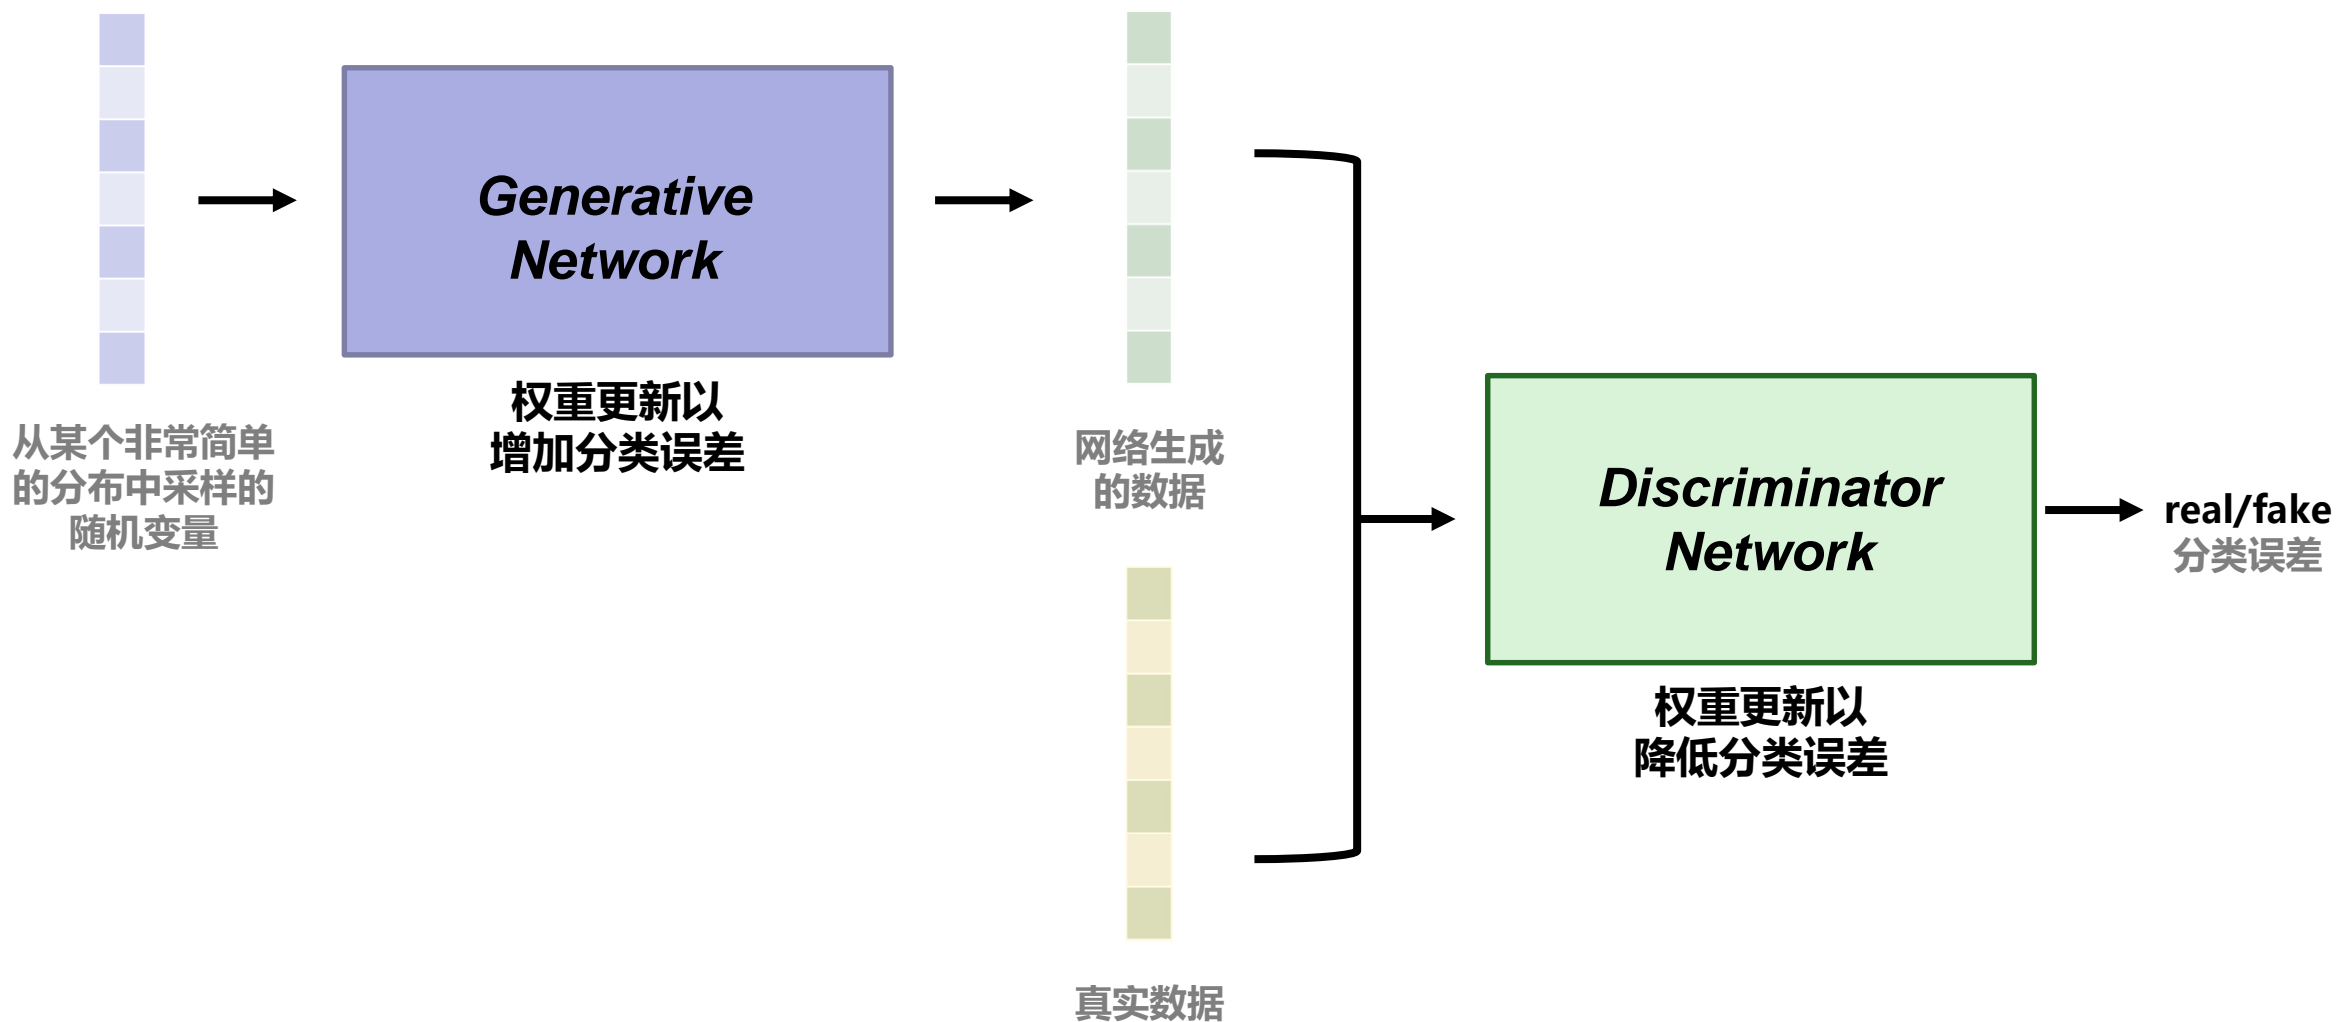 从某个非常简单
的分布中采样的
随机变量
Generative
Network
权重更新以
增加分类误差
网络生成
的数据
真实数据
Discriminator
Network
权重更新以
降低分类误差
real/fake
分类误差